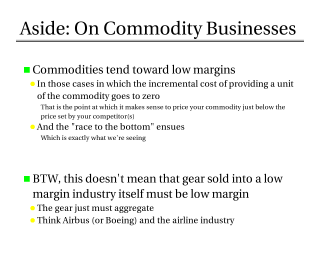 Aside: On Commodity Businesses
Commodities tend toward low margins
In those cases in which the incremental cost of providing a unit
of the commodity goes to zero
That is the point at which it makes sense to price your commodity just below the
price set by your competitor(s)
And the "race to the bottom" ensues
Which is exactly what we're seeing
BTW, this doesn't mean that gear sold into a low
margin industry itself must be low margin
The gear just must aggregate
Think Airbus (or Boeing) and the airline industry